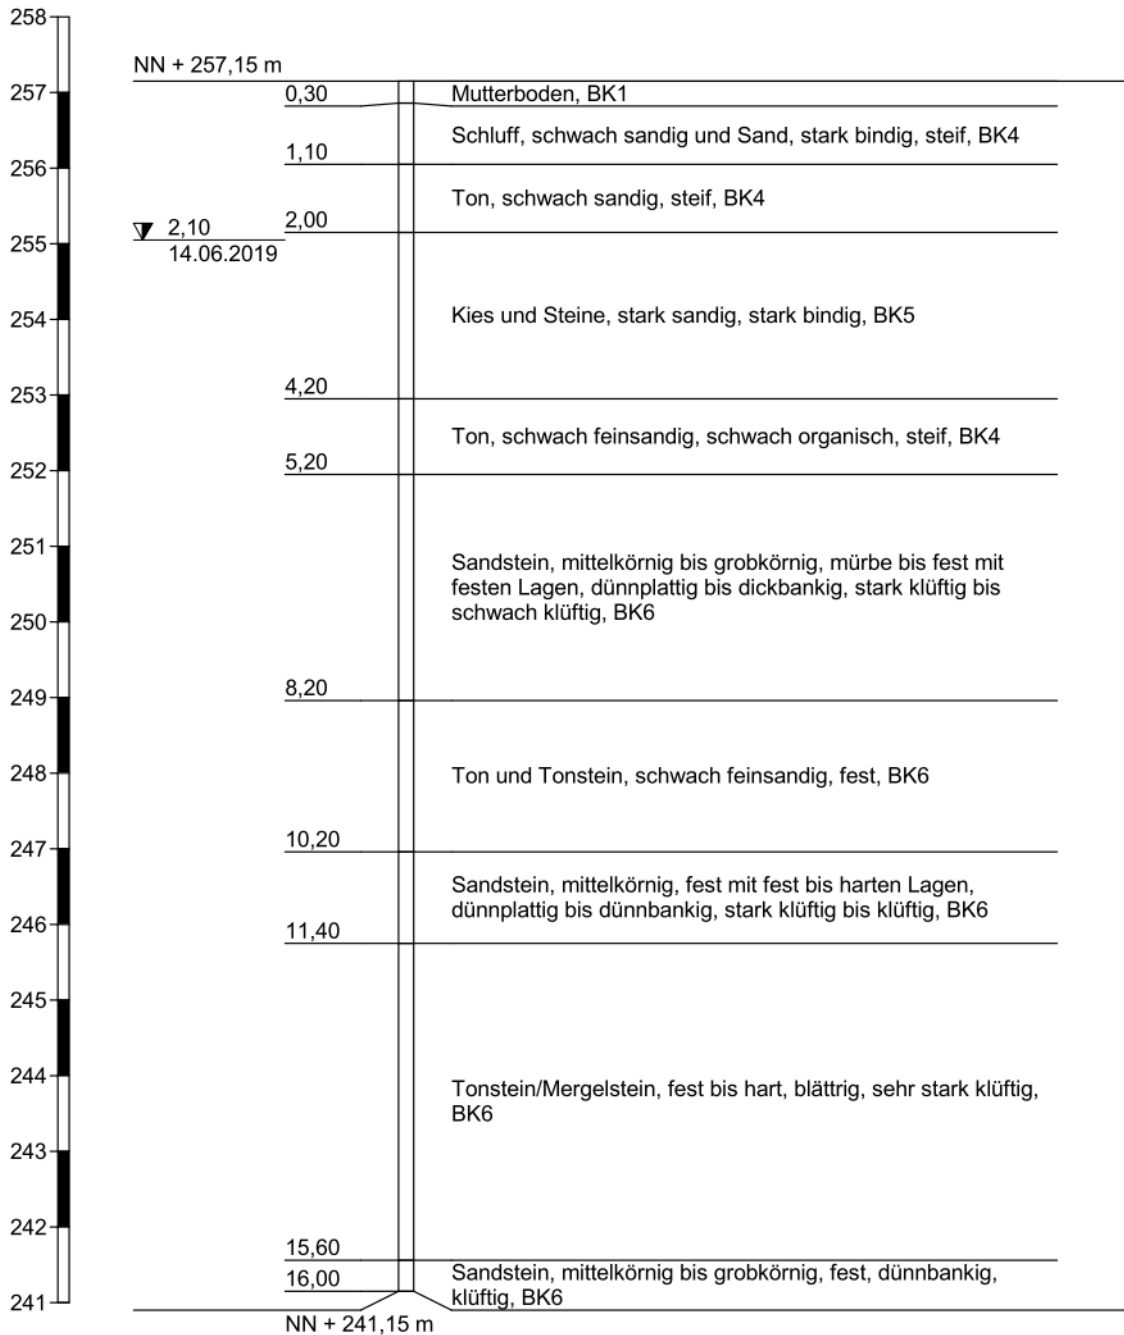 258
NN + 257,15 m
257
0,30
Mutterboden, BK1
Schluff, schwach sandig und Sand, stark bindig, steif, BK4
1,10
256
Ton, schwach sandig, steif, BK4
2,10
2,00
255
14.06.2019
Kies und Steine, stark sandig, stark bindig, BK5
254
4,20
253
Ton, schwach feinsandig, schwach organisch, steif, BK4
5,20
252
251
Sandstein, mittelkörnig bis grobkörnig, mürbe bis fest mit
festen Lagen, dünnplattig bis dickbankig, stark klüftig bis
schwach klüftig, BK6
250
8,20
249
248
Ton und Tonstein, schwach feinsandig, fest, BK6
10,20
247
Sandstein, mittelkörnig, fest mit fest bis harten Lagen,
dünnplattig bis dünnbankig, stark klüftig bis klüftig, BK6
246
11,40
245
244
Tonstein/Mergelstein, fest bis hart, blättrig, sehr stark klüftig,
BK6
243
242
15,60
16,00
Sandstein, mittelkörnig bis grobkörnig, fest, dünnbankig,
klüftig, BK6
241
NN + 241,15 m